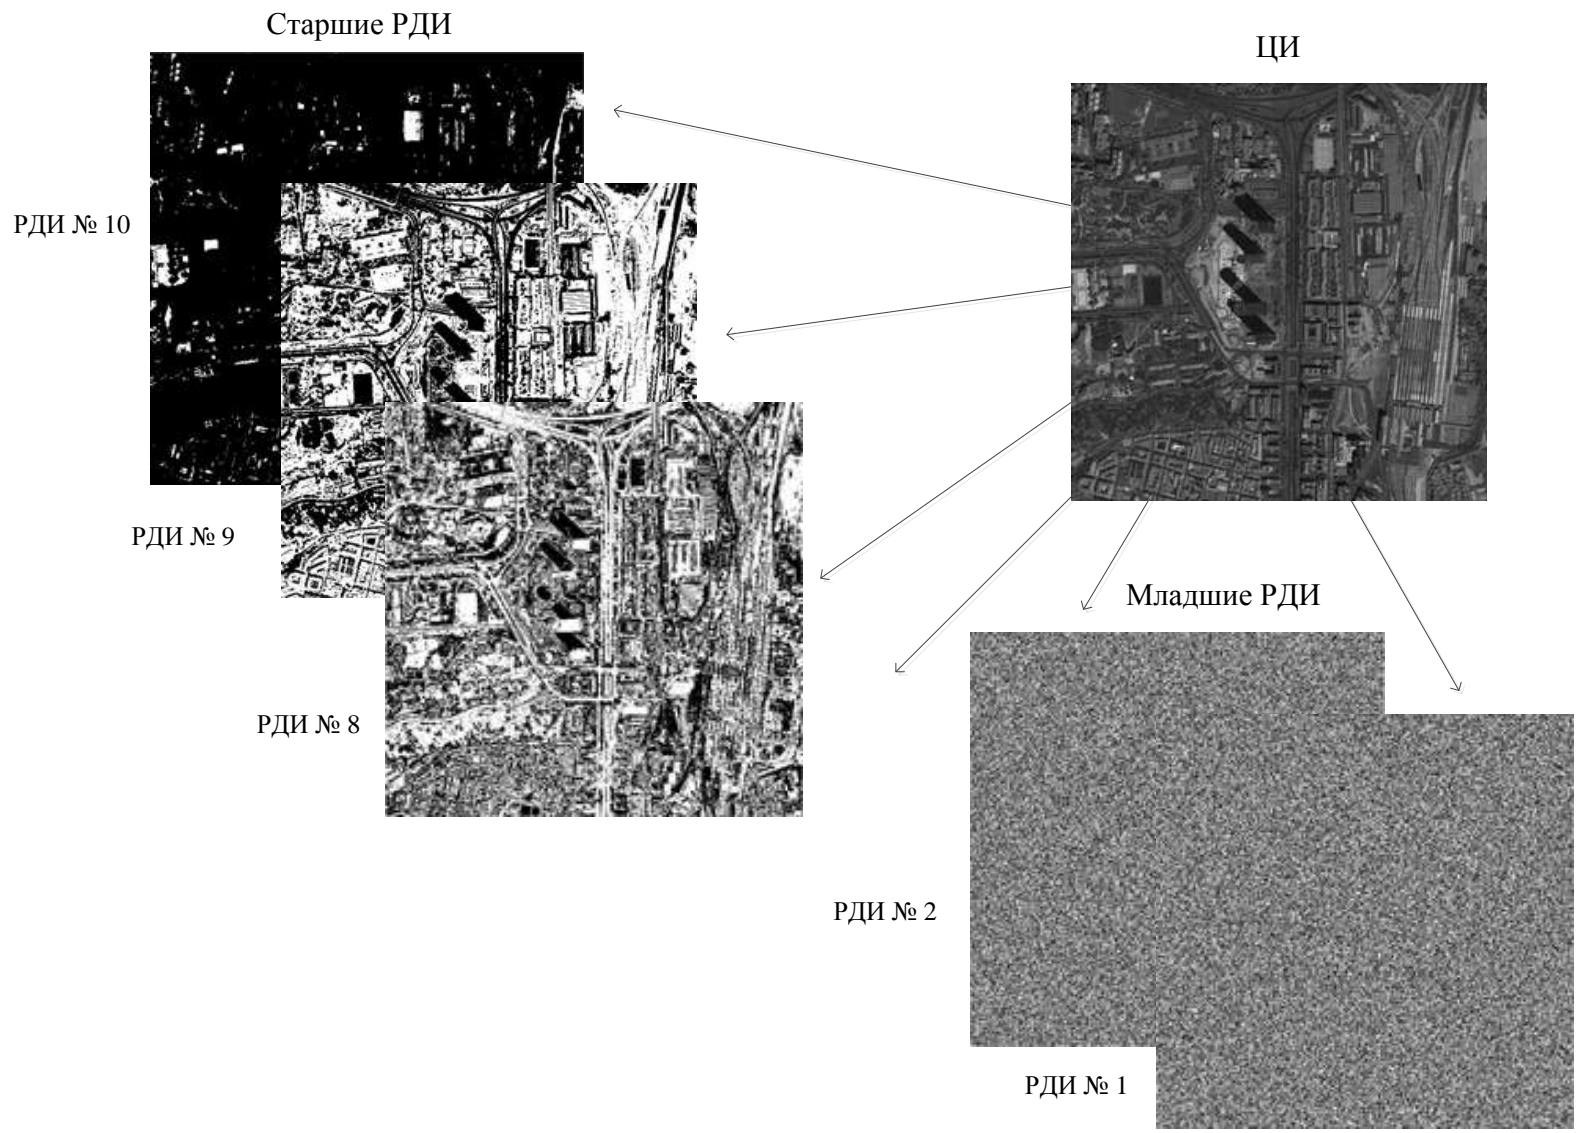 Старшие РДИ
ЦИ
РДИ № 10
РДИ № 9
Младшие РДИ
РДИ № 8
РДИ № 2
РДИ № 1